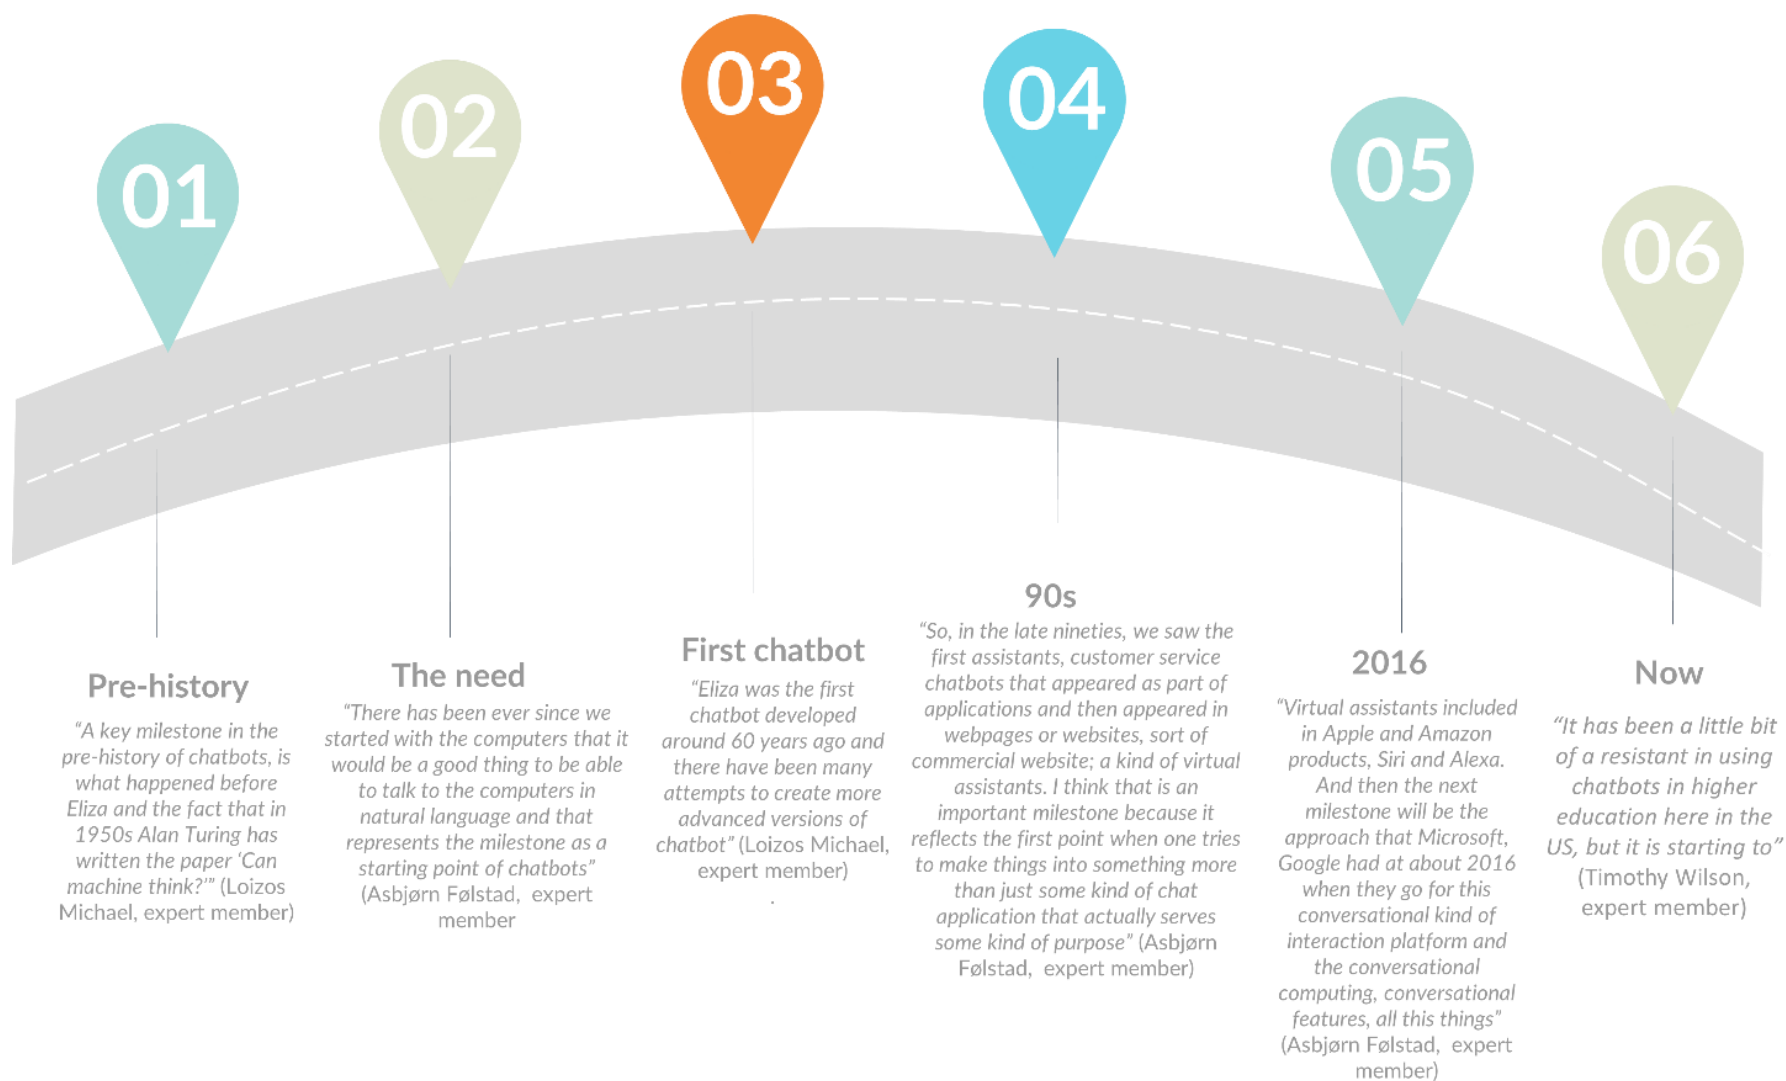 01
02
03
04
05
06
Pre-history
“A key milestone in the
pre-history of chatbots, is
what happened before
Eliza and the fact that in
1950s Alan Turing has
written the paper ‘Can
machine think?’” (Loizos
Michael, expert member)
The need
“There has been ever since we
started with the computers that it
would be a good thing to be able
to talk to the computers in
natural language and that
represents the milestone as a
starting point of chatbots”
(Asbjørn Følstad, expert
member
First chatbot
“Eliza was the first
chatbot developed
around 60 years ago and
there have been many
attempts to create more
advanced versions of
chatbot” (Loizos Michael,
expert member)
.
90s
“So, in the late nineties, we saw the
first assistants, customer service
chatbots that appeared as part of
applications and then appeared in
webpages or websites, sort of
commercial website; a kind of virtual
assistants. I think that is an
important milestone because it
reflects the first point when one tries
to make things into something more
than just some kind of chat
application that actually serves
some kind of purpose” (Asbjørn
Følstad, expert member)
2016
“Virtual assistants included
in Apple and Amazon
products, Siri and Alexa.
And then the next
milestone will be the
approach that Microsoft,
Google had at about 2016
when they go for this
conversational kind of
interaction platform and
the conversational
computing, conversational
features, all this things”
(Asbjørn Følstad, expert
member)
Now
“It has been a little bit
of a resistant in using
chatbots in higher
education here in the
US, but it is starting to”
(Timothy Wilson,
expert member)